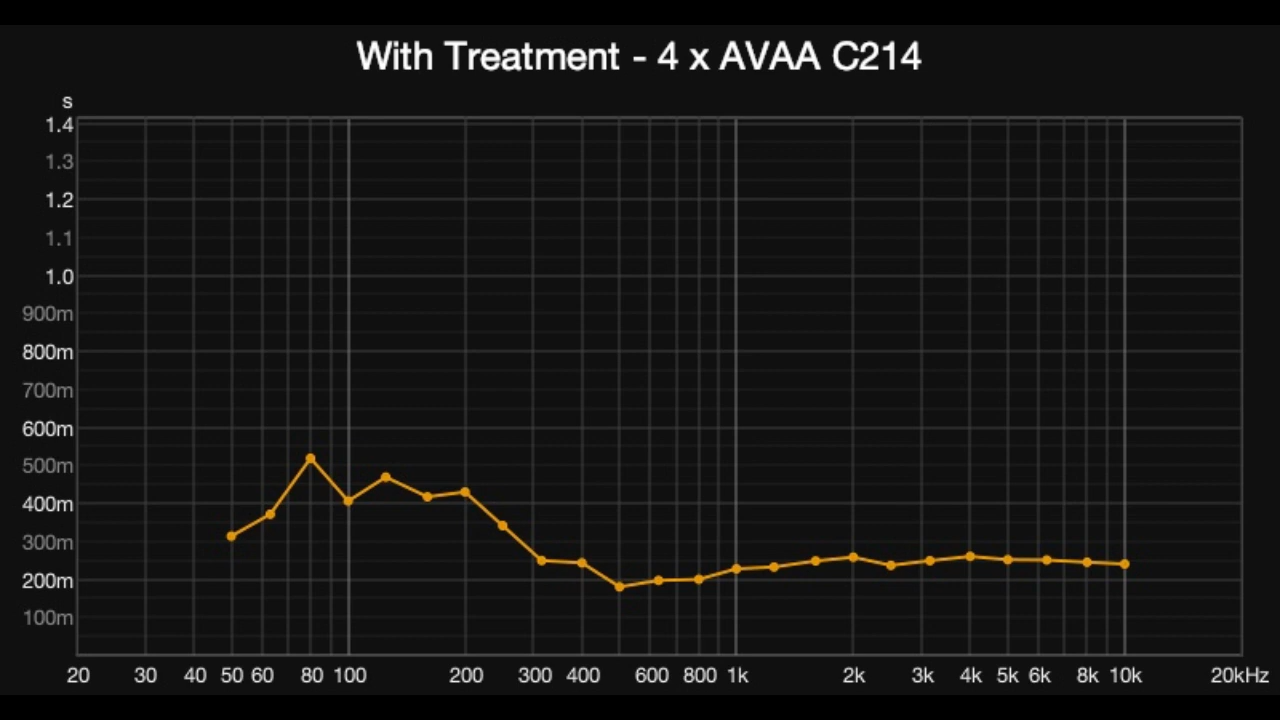 With Treatment - 4 x AVAA C214
s
1.4
1.3
1.2
1.1
1.0
900m
800m
700m
600m
500m
400m
300m
200m
100m
20 30 40 50 60 80 100 200 300 400 600 800 1k 2k 3k 4k 5k 6k 8k 10k 20kHz